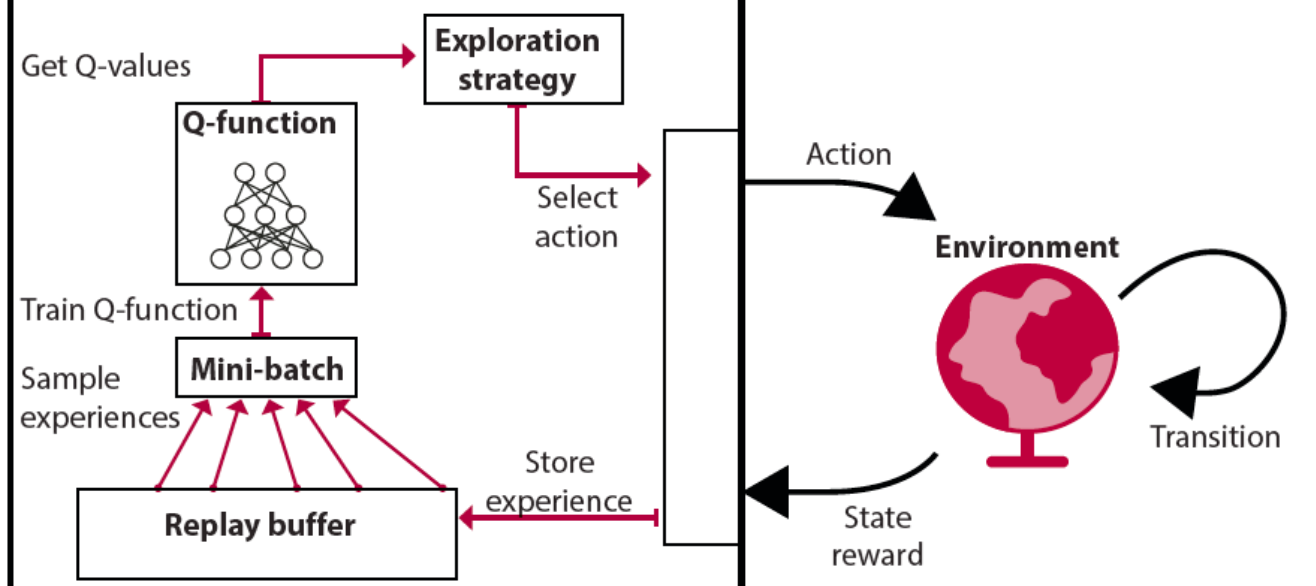 Get Q-values
Exploration
strategy
Q-function
Select
action
Action
Environment
Train Q-function
Mini-batch
Sample
experiences
Transition
Store
experience
Replay buffer
State
reward